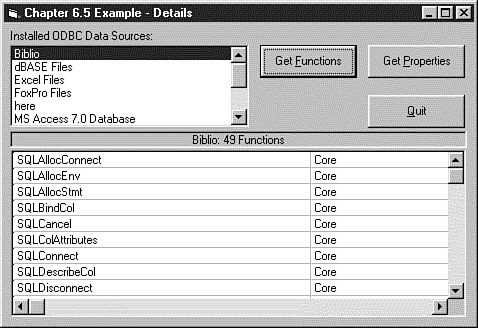 Chapter 6.5 Example - Details
Installed ODBC Data Sources:
Biblio
dBASE Files
Excel Files
FoxPro Files
here
MS Access 7.0 Database
Get Functions
Get Properties
Quit
Biblio: 49 Functions
SQLAllocConnect Core
SQLAllocEnv Core
SQLAllocStmt Core
SQLBindCol Core
SQLCancel Core
SQLColAttributes Core
SQLConnect Core
SQLDescribeCol Core
SQLDisconnect Core